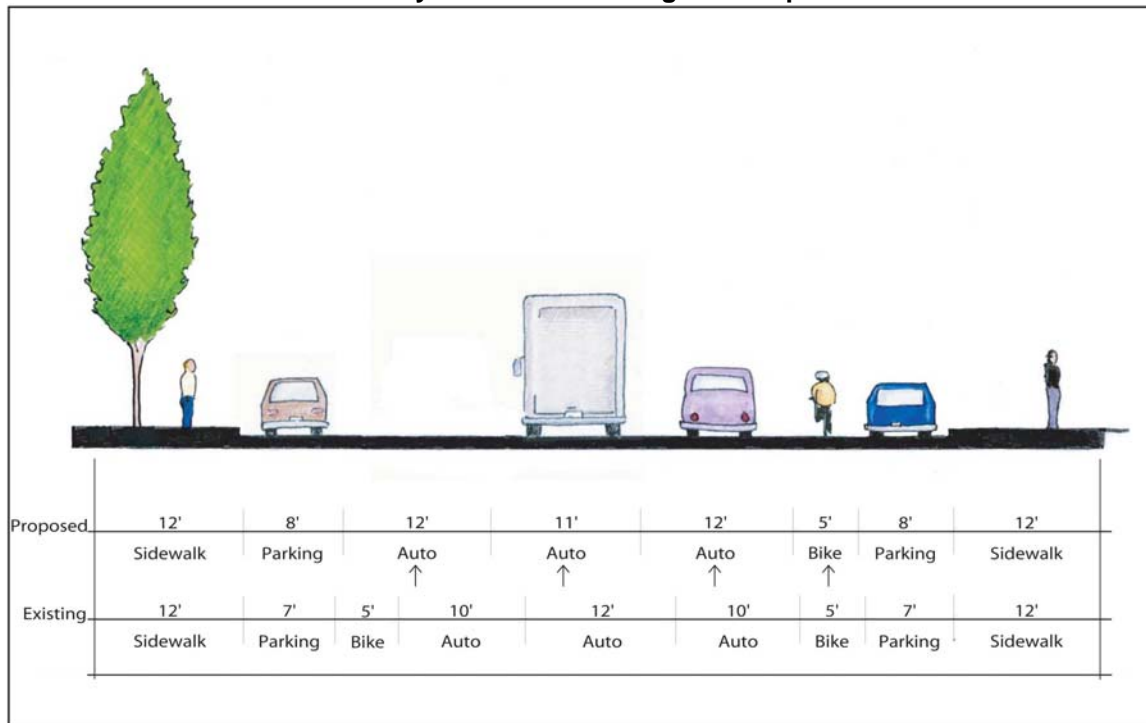 Proposed 12' 8' 12' 11' 12' 5' 8' 12'
Sidewalk Parking Auto Auto Auto Bike Parking Sidewalk
Existing 12' 7' 5' 10' 12' 10' 5' 7' 12'
Sidewalk Parking Bike Auto Auto Auto Bike Parking Sidewalk